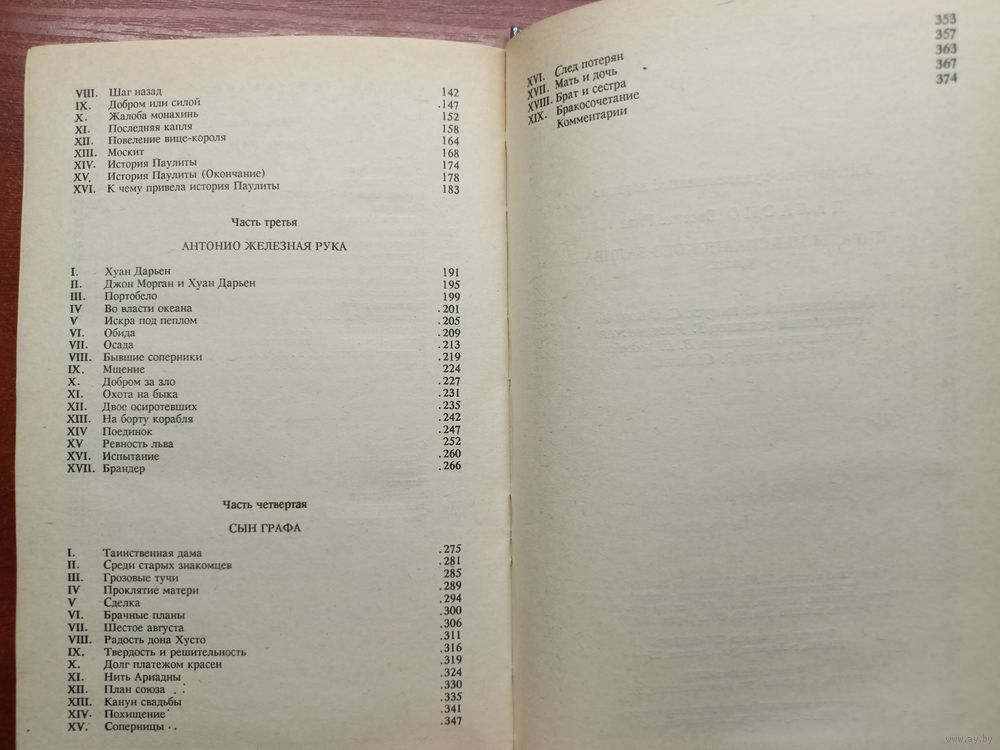 VIII. Шаг назад 142
IX. Добром или силой .147
X. Жалоба монахинь 152
XI. Последняя капля 158
XII. Повеление вице-короля 164
XIII. Москит 168
XIV. История Паулиты 174
XV. История Паулиты (Окончание) 178
XVI. К чему привела история Паулиты 183
Часть третья
АНТОНИО ЖЕЛЕЗНАЯ РУКА
I. Хуан Дарьен 191
II. Джон Морган и Хуан Дарьен 195
III. Портобело 199
IV Во власти океана .201
V Искра под пеплом .205
VI. Обида .209
VII. Осада .213
VIII. Бывшие соперники .219
IX. Мщение 224
X. Добром за зло .227
XI. Охота на быка .231
XII. Двое осиротевших .235
XIII. На борту корабля .242
XIV Поединок .247
XV Ревность льва 252
XVI. Испытание .260
XVII. Брандер .266
Часть четвертая
СЫН ГРАФА
I. Таинственная дама .275
II. Среди старых знакомцев .281
III. Грозовые тучи 285
IV Проклятие матери .289
V Сделка .294
VI. Брачные планы .300
VII. Шестое августа .306
VIII. Радость дона Хусто .311
IX. Твердость и решительность .316
X. Долг платежом красен .319
XI. Нить Ариадны .324
XII. План союза .330
XIII. Канун свадьбы .335
XIV. Похищение .341
XV. Соперницы .347
XVI. След потерян 353
XVII. Мать и дочь 357
XVIII. Брат и сестра 363
XIX. Бракосочетание 367
Комментарии 374
www.ay.by